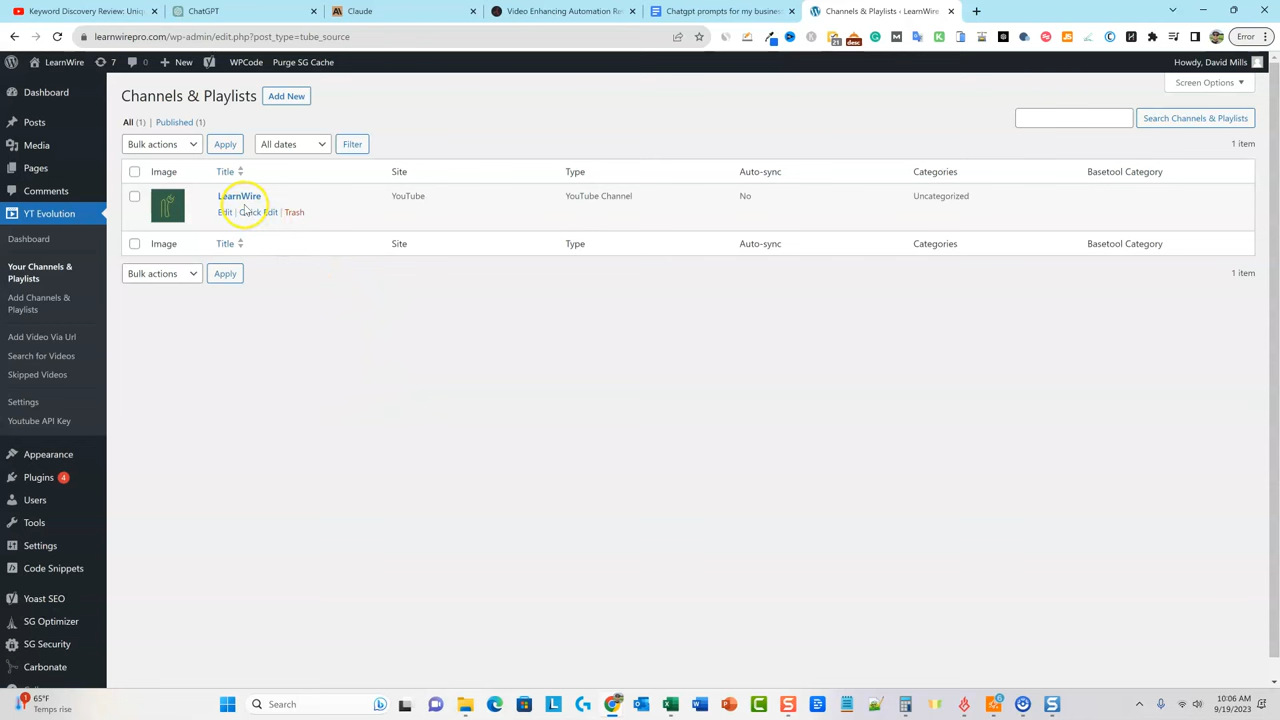 Keyword Discovery Review: Uniqu
ChatGPT
Claude
Video Enhancing Automation Re
Chatgpt prompts for my business
Channels & Playlists ‹ LearnWire
learnwirepro.com/wp-admin/edit.php?post_type=tube_source
21
desc
Error
LearnWire
7
0
New
WPCode
Purge SG Cache
Howdy, David Mills
Dashboard
Posts
Media
Pages
Comments
YT Evolution
Dashboard
Your Channels &
Playlists
Add Channels &
Playlists
Add Video Via Url
Search for Videos
Skipped Videos
Settings
Youtube API Key
Appearance
Plugins 4
Users
Tools
Settings
Code Snippets
Yoast SEO
SG Optimizer
SG Security
Carbonate
Screen Options
Channels & Playlists Add New
All (1) | Published (1)
Search Channels & Playlists
Bulk actions Apply All dates Filter
1 item
Image Title Site Type Auto-sync Categories Basetool Category
LearnWire YouTube YouTube Channel No Uncategorized
Edit | Quick Edit | Trash
Image Title Site Type Auto-sync Categories Basetool Category
Bulk actions Apply
1 item
1
65°F
Temps rise
Search
10:06 AM
9/19/2023